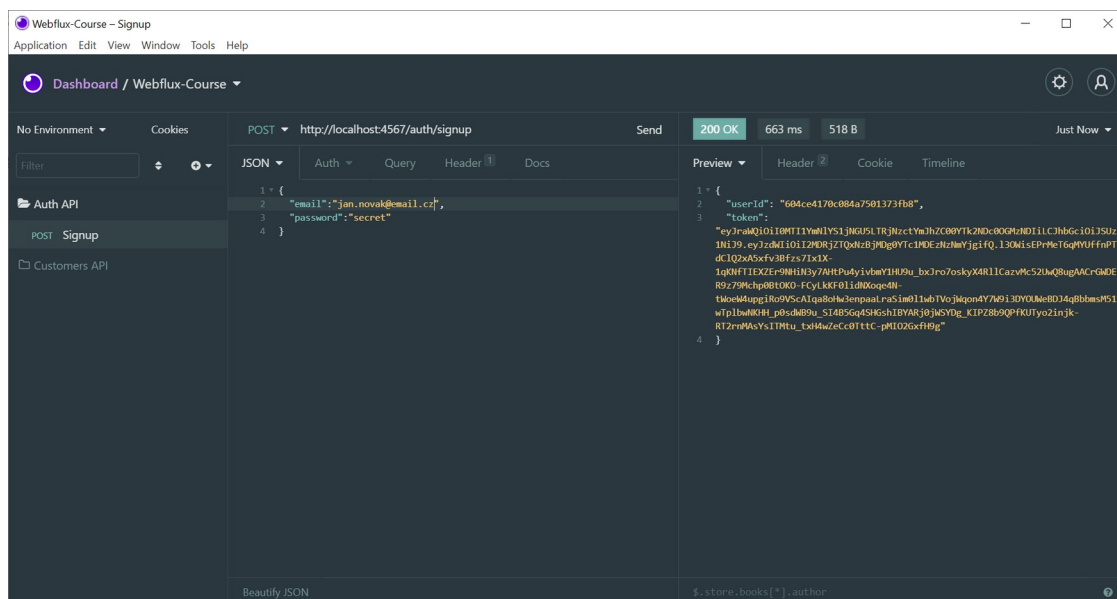 Webflux-Course – Signup
Application Edit View Window Tools Help
Dashboard / Webflux-Course
No Environment Cookies
POST http://localhost:4567/auth/signup Send
200 OK 663 ms 518 B Just Now
Filter
JSON Auth Query Header 1 Docs
Preview Header 2 Cookie Timeline
Auth API
POST Signup
Customers API
1 {
2 "email":"jan.novak@email.cz",
3 "password":"secret"
4 }
1 {
2 "userId": "604ce4170c084a7501373fb8",
3 "token":
4 }
Beautify JSON
$.store.books[*].author